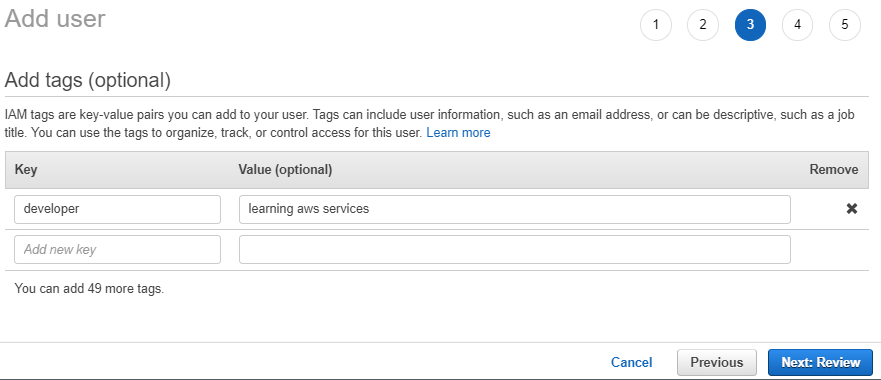 Add user
1 2 3 4 5
Add tags (optional)
IAM tags are key-value pairs you can add to your user. Tags can include user information, such as an email address, or can be descriptive, such as a job
title. You can use the tags to organize, track, or control access for this user. Learn more
Key Value (optional) Remove
developer learning aws services
Add new key
You can add 49 more tags.
Cancel Previous Next: Review